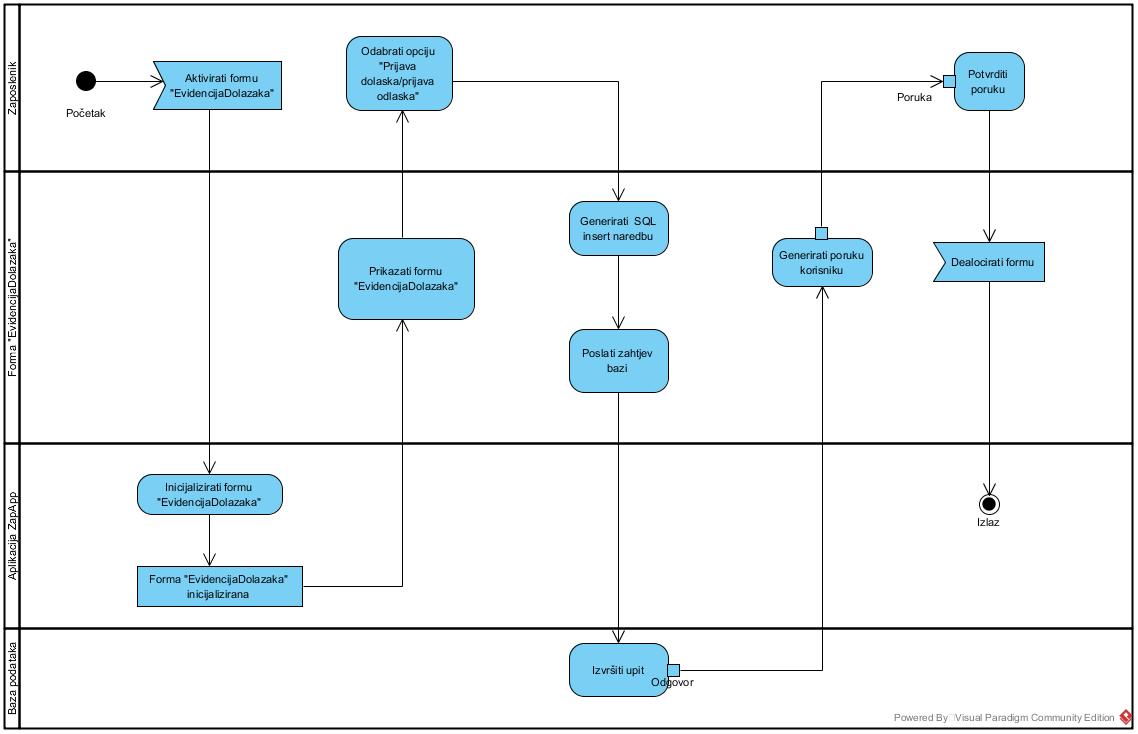 Zaposlenik
Početak
Aktivirati formu
"EvidencijaDolazaka"
Odabrati opciju
"Prijava
dolaska/prijava
odlaska"
Poruka
Potvrditi
poruku
Forma "EvidencijaDolazaka"
Prikazati formu
"EvidencijaDolazaka"
Generirati SQL
insert naredbu
Poslati zahtjev
bazi
Generirati poruku
korisniku
Dealocirati formu
Aplikacija ZapApp
Inicijalizirati formu
"EvidencijaDolazaka"
Forma "EvidencijaDolazaka"
inicijalizirana
Izlaz
Baza podataka
Izvršiti upit
Odgovor
Powered By Visual Paradigm Community Edition